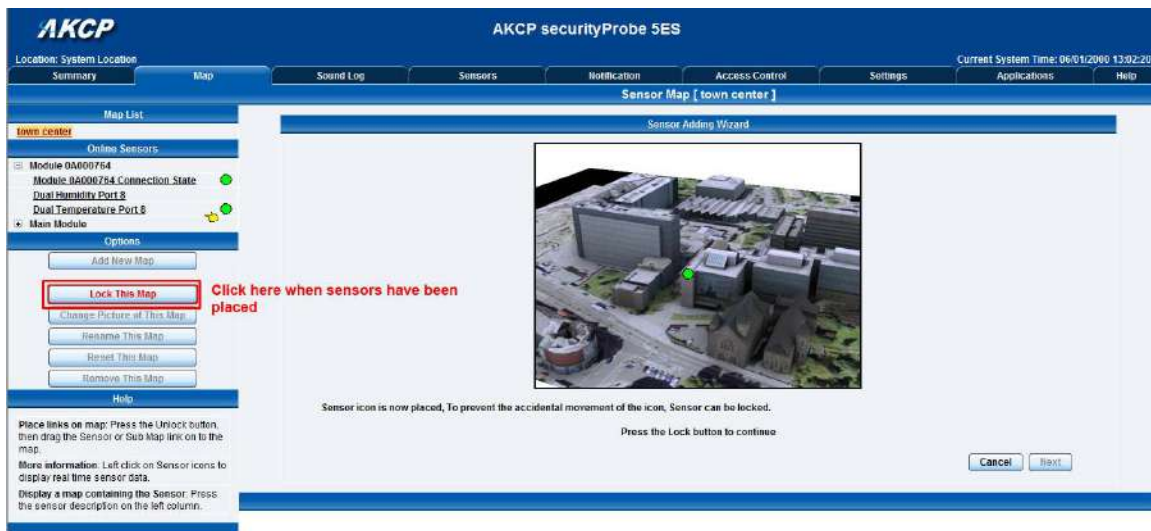 AKCP
AKCP securityProbe 5ES
Location: System Location
Current System Time: 06/01/2000 13:02:20
Summary Map Sound Log Sensors Notification Access Control Settings Applications Help
Sensor Map [ town center ]
Map List
town center
Online Sensors
Module 0A000764
Module 0A000764 Connection State
Dual Humidity Port 8
Dual Temperature Port 8
Main Module
Options
Add New Map
Lock This Map
Click here when sensors have been
placed
Change Picture of This Map
Rename This Map
Reset This Map
Remove This Map
Help
Place links on map: Press the Unlock button,
then drag the Sensor or Sub Map link on to the
map.
More information: Left click on Sensor icons to
display real time sensor data.
Display a map containing the Sensor: Press
the sensor description on the left column.
Sensor Adding Wizard
Sensor icon is now placed, To prevent the accidental movement of the icon, Sensor can be locked.
Press the Lock button to continue
Cancel Next